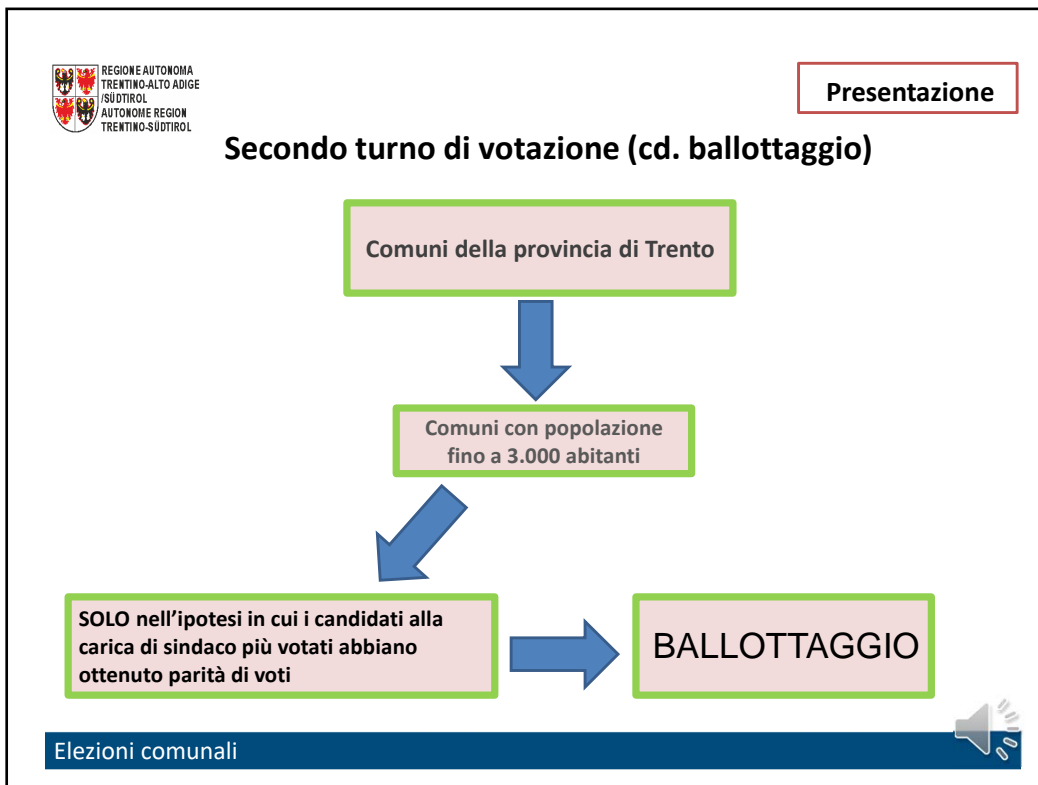 REGIONE AUTONOMA
TRENTINO-ALTO ADIGE
/SÜDTIROL
AUTONOME REGION
TRENTINO-SÜDTIROL
Presentazione
Secondo turno di votazione (cd. ballottaggio)
Comuni della provincia di Trento
Comuni con popolazione
fino a 3.000 abitanti
SOLO nell’ipotesi in cui i candidati alla
carica di sindaco più votati abbiano
ottenuto parità di voti
BALLOTTAGGIO
Elezioni comunali